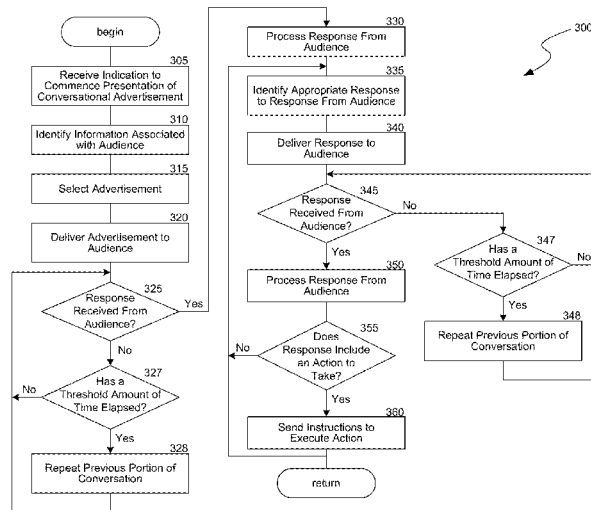 begin
305
Receive Indication to
Commence Presentation of
Conversational Advertisement
310
Identify Information Associated
with Audience
315
Select Advertisement
320
Deliver Advertisement to
Audience
325
Response
Received From
Audience?
Yes
No
327
Has a
Threshold Amount of
Time Elapsed?
No
Yes
328
Repeat Previous Portion of
Conversation
330
Process Response From
Audience
335
Identify Appropriate Response
to Response From Audience
340
Deliver Response to
Audience
345
Response
Received From
Audience?
No
Yes
347
Has a
Threshold Amount of
Time Elapsed?
No
Yes
348
Repeat Previous Portion of
Conversation
350
Process Response From
Audience
355
Does
Response Include
an Action to
Take?
No
Yes
360
Send Instructions to
Execute Action
return
300